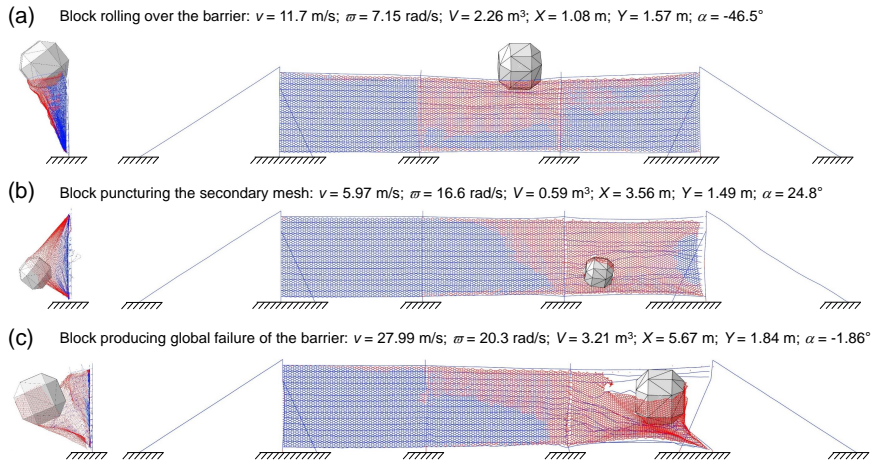 (a) Block rolling over the barrier: v = 11.7 m/s; ϖ = 7.15 rad/s; V = 2.26 m³; X = 1.08 m; Y = 1.57 m; α = -46.5°
(b) Block puncturing the secondary mesh: v = 5.97 m/s; ϖ = 16.6 rad/s; V = 0.59 m³; X = 3.56 m; Y = 1.49 m; α = 24.8°
(c) Block producing global failure of the barrier: v = 27.99 m/s; ϖ = 20.3 rad/s; V = 3.21 m³; X = 5.67 m; Y = 1.84 m; α = -1.86°